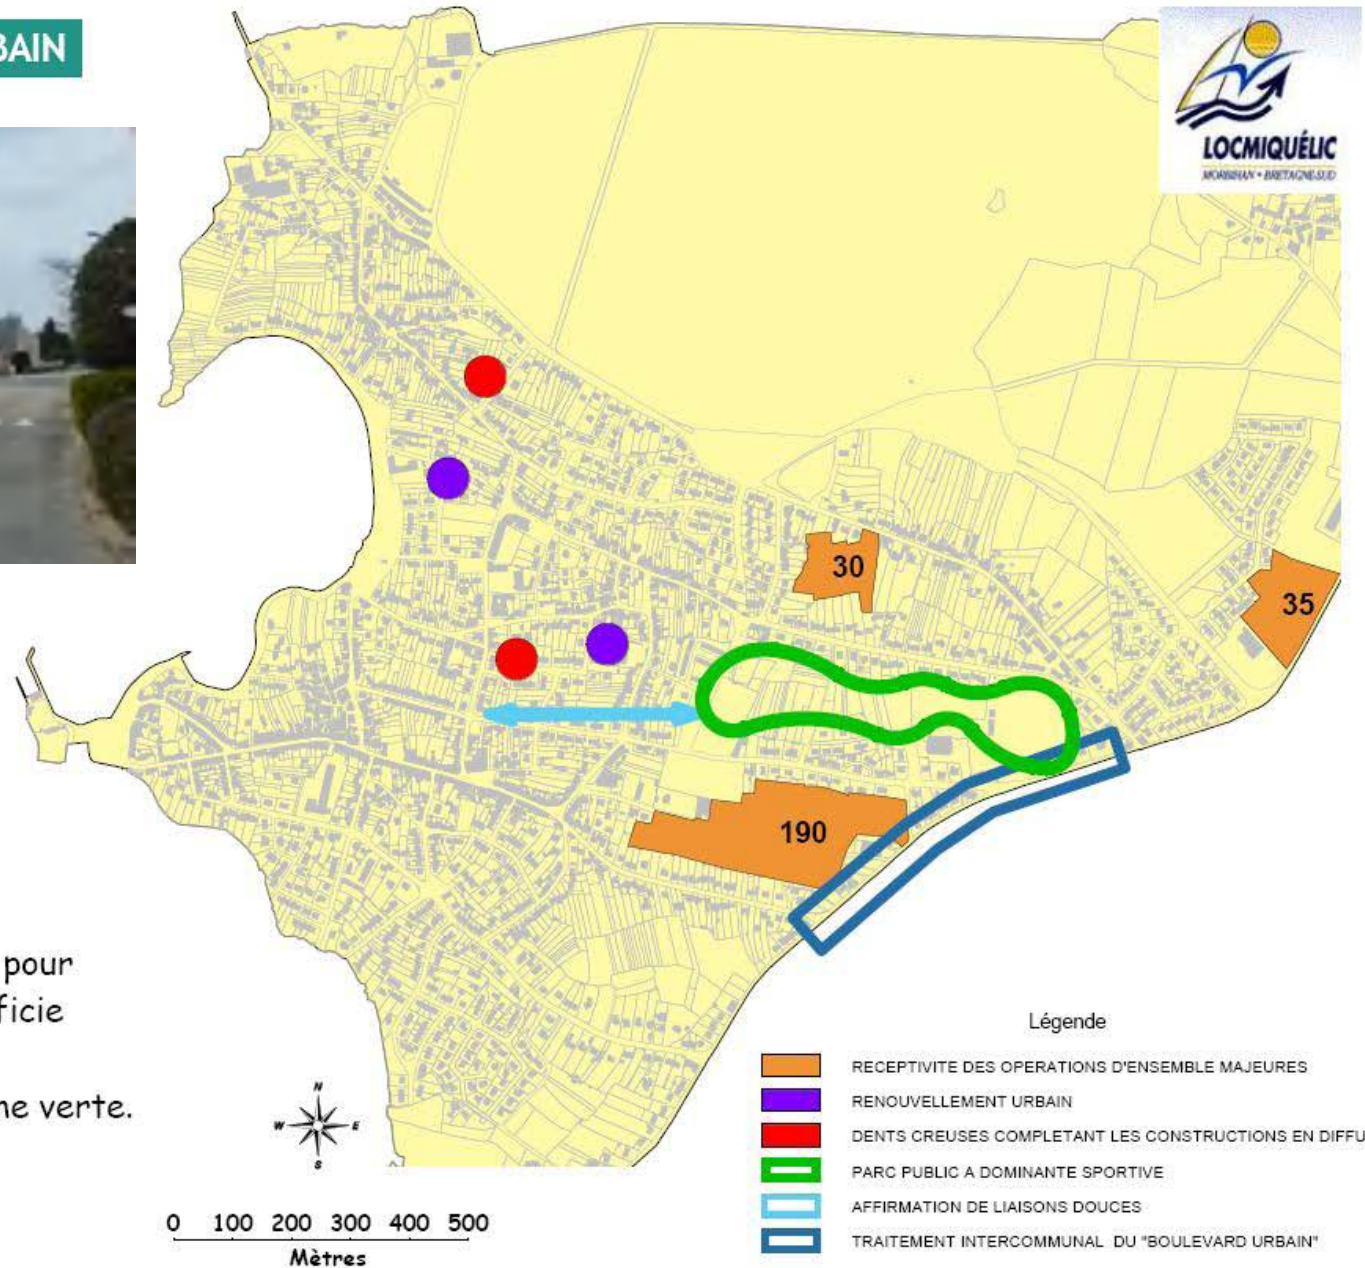 BAIN
LOCMIQUÉLIC
MORBIHAN • BRETAGNE-SUD
30
35
190
pour
ficie
ne verte.
N
W E
S
0 100 200 300 400 500
Mètres
Légende
RECEPTIVITE DES OPERATIONS D'ENSEMBLE MAJEURES
RENOUVELLEMENT URBAIN
DENTS CREUSES COMPLETANT LES CONSTRUCTIONS EN DIFFU
PARC PUBLIC A DOMINANTE SPORTIVE
AFFIRMATION DE LIAISONS DOUCES
TRAITEMENT INTERCOMMUNAL DU "BOULEVARD URBAIN"